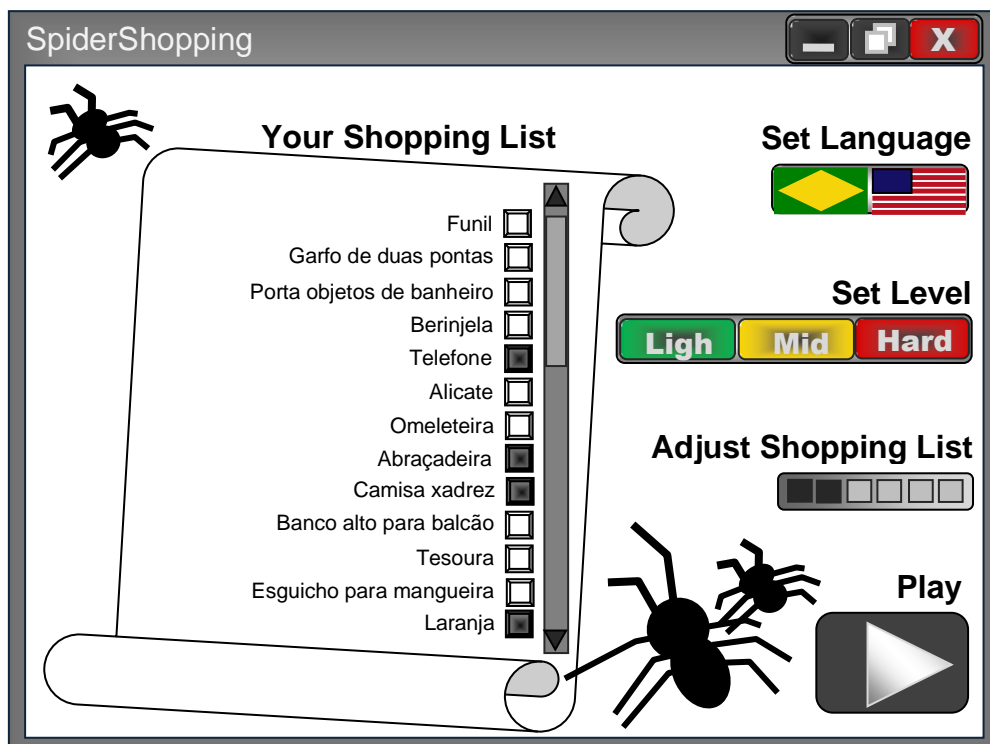 SpiderShopping
X
Your Shopping List
Funil
Garfo de duas pontas
Porta objetos de banheiro
Berinjela
Telefone
Alicate
Omeleteira
Abraçadeira
Camisa xadrez
Banco alto para balcão
Tesoura
Esguicho para mangueira
Laranja
Set Language
Set Level
Ligh Mid Hard
Adjust Shopping List
Play